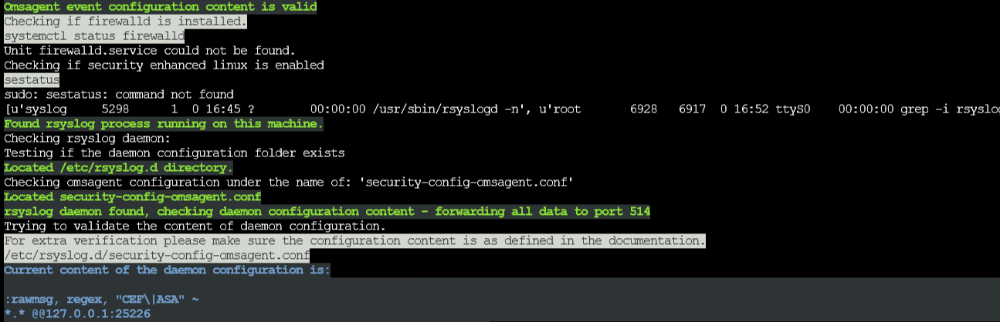 Omsagent event configuration content is valid
Checking if firewalld is installed.
systemctl status firewalld
Unit firewalld.service could not be found.
Checking if security enhanced linux is enabled
sestatus
sudo: sestatus: command not found
[u'syslog     5298      1  0 16:45 ?        00:00:00 /usr/sbin/rsyslogd -n', u'root       6928   6917  0 16:52 ttyS0    00:00:00 grep -i rsyslog
Found rsyslog process running on this machine.
Checking rsyslog daemon:
Testing if the daemon configuration folder exists
Located /etc/rsyslog.d directory.
Checking omsagent configuration under the name of: 'security-config-omsagent.conf'
Located security-config-omsagent.conf
rsyslog daemon found, checking daemon configuration content - forwarding all data to port 514
Trying to validate the content of daemon configuration.
For extra verification please make sure the configuration content is as defined in the documentation.
/etc/rsyslog.d/security-config-omsagent.conf
Current content of the daemon configuration is:
:rawmsg, regex, "CEF\|ASA" ~
*.* @@127.0.0.1:25226